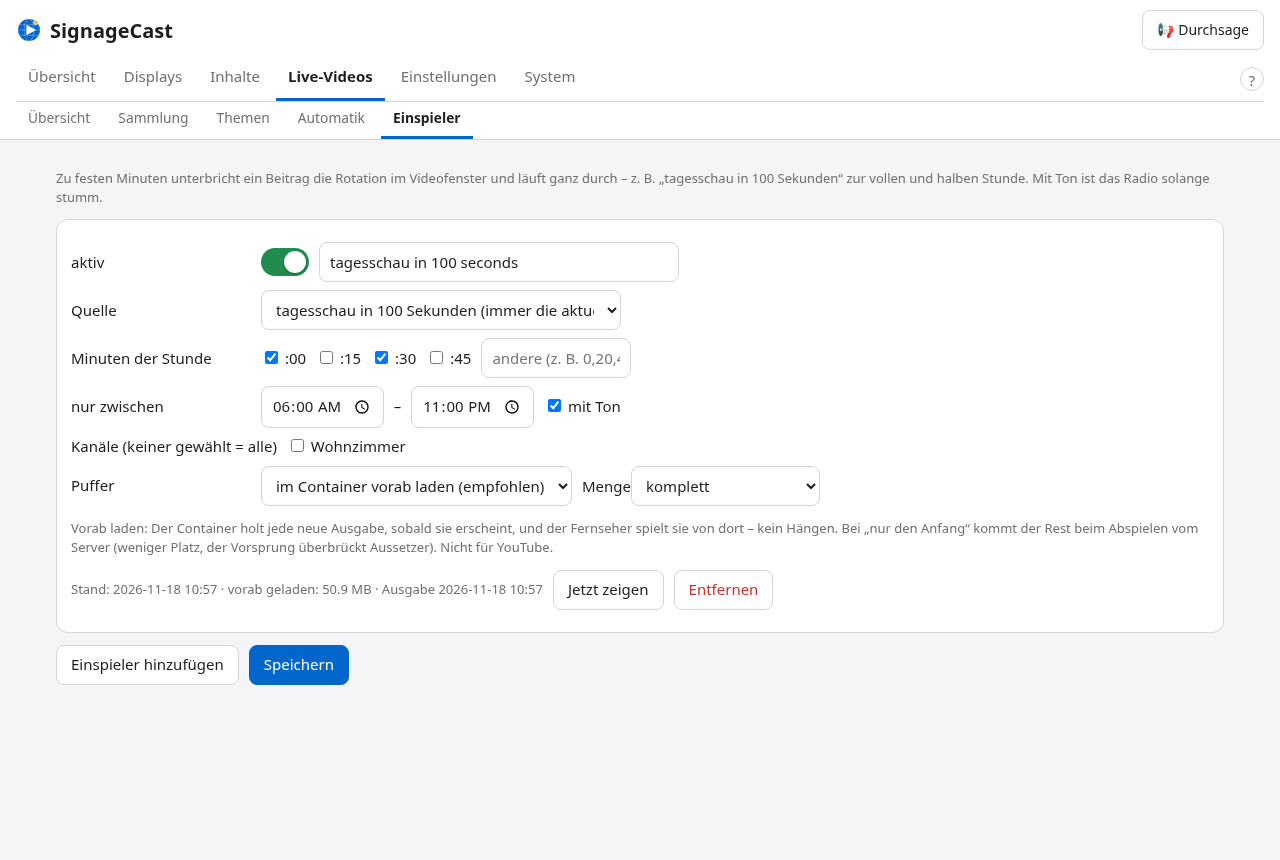 SignageCast
Durchsage
Übersicht Displays Inhalte Live-Videos Einstellungen System ?
Übersicht Sammlung Themen Automatik Einspieler
Zu festen Minuten unterbricht ein Beitrag die Rotation im Videofenster und läuft ganz durch – z. B. „tagesschau in 100 Sekunden“ zur vollen und halben Stunde. Mit Ton ist das Radio solange
stumm.
aktiv tagesschau in 100 seconds
Quelle tagesschau in 100 Sekunden (immer die
Minuten der Stunde :00 :15 :30 :45 andere (z. B. 0,20,
nur zwischen 06:00 AM – 11:00 PM mit Ton
Kanäle (keiner gewählt = alle) Wohnzimmer
Puffer im Container vorab laden (empfohlen) Menge komplett
Vorab laden: Der Container holt jede neue Ausgabe, sobald sie erscheint, und der Fernseher spielt sie von dort – kein Hängen. Bei „nur den Anfang“ kommt der Rest beim Abspielen vom
Server (weniger Platz, der Vorsprung überbrückt Aussetzer). Nicht für YouTube.
Stand: 2026-11-18 10:57 · vorab geladen: 50.9 MB · Ausgabe 2026-11-18 10:57 Jetzt zeigen Entfernen
Einspieler hinzufügen Speichern